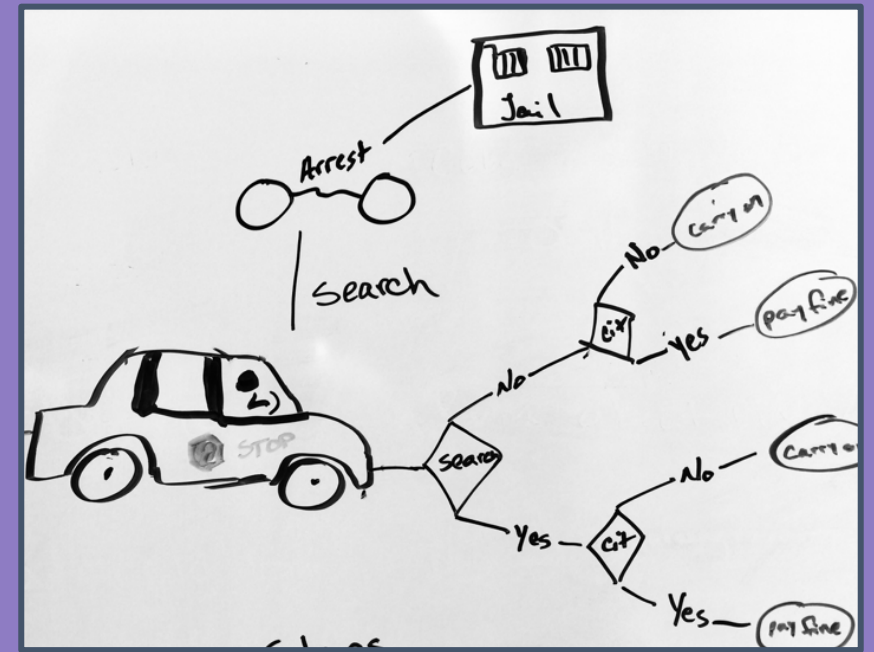 Jail
Arrest
Search
carry on
No
cit
Yes
pay fine
No
STOP
search
No
carry on
Yes
cit
Yes
pay fine